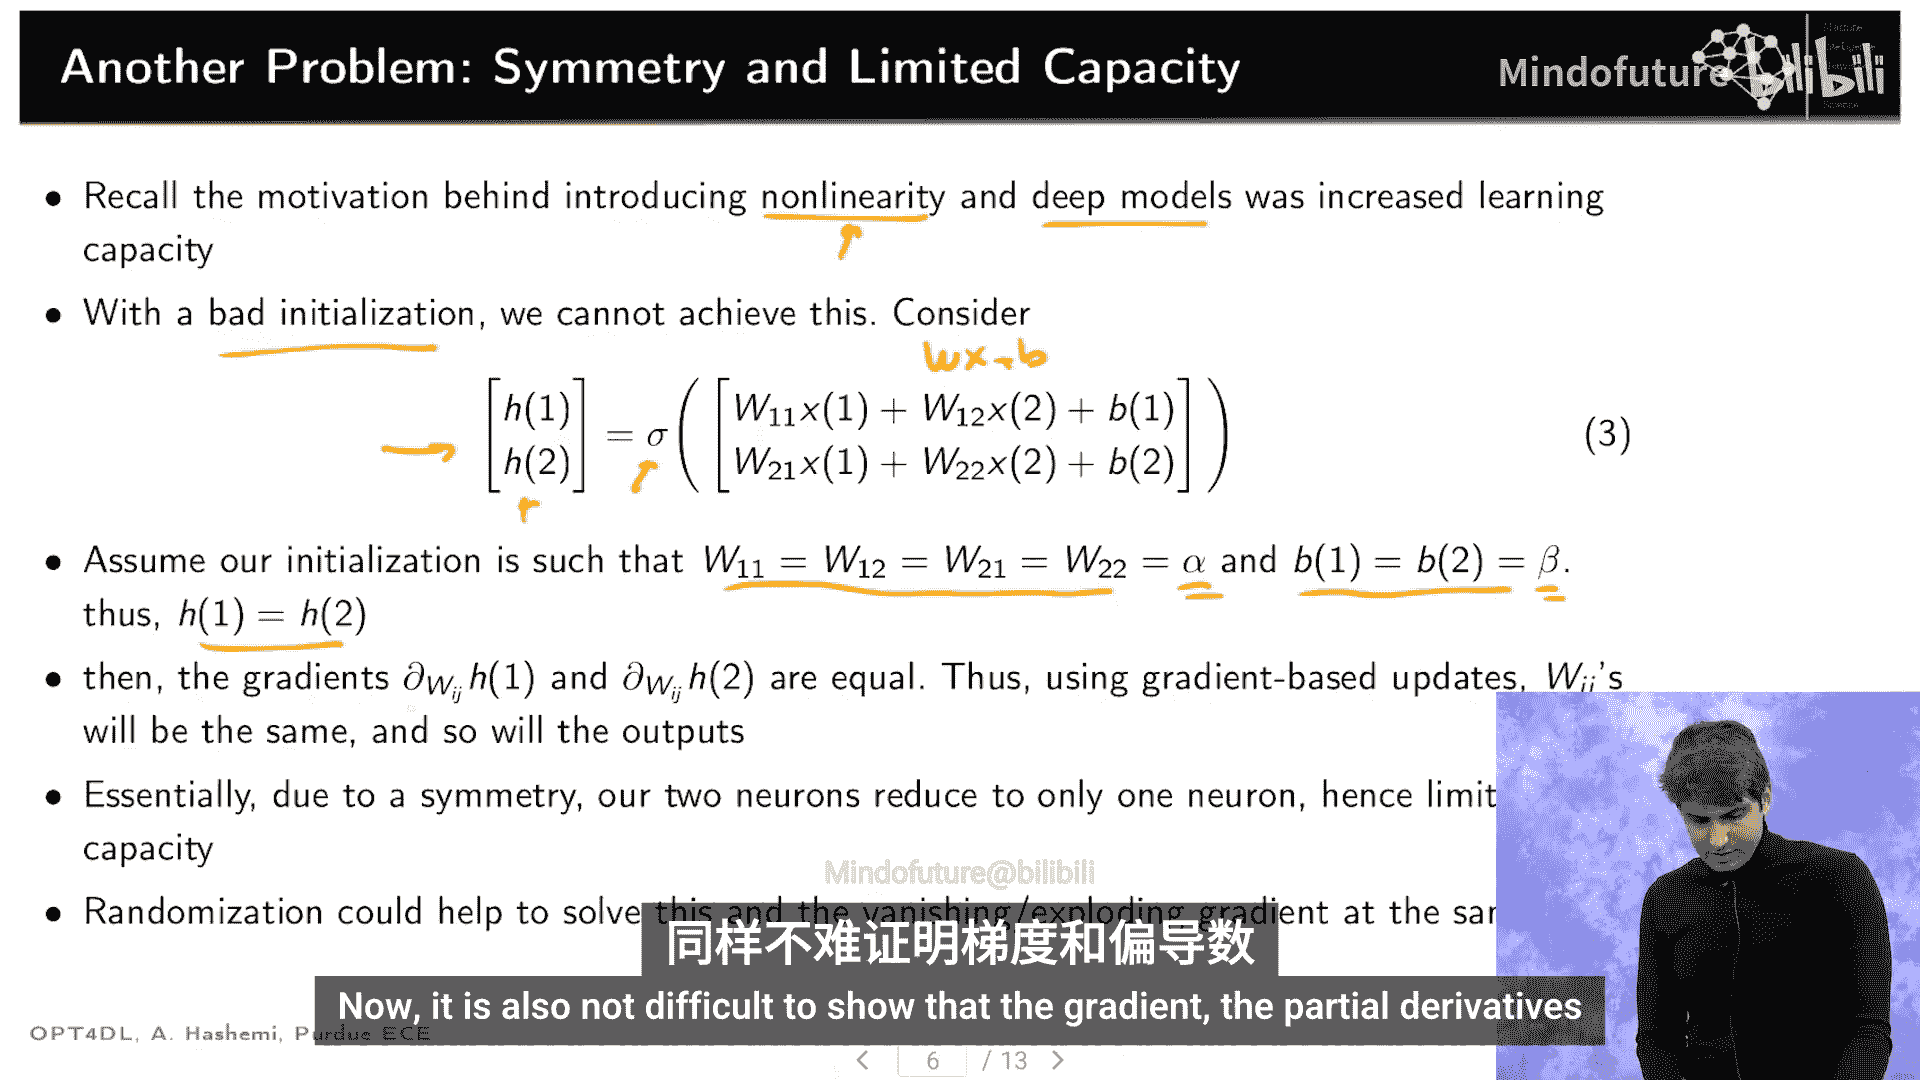 Another Problem: Symmetry and Limited Capacity
Mindofuture
bilibili
• Recall the motivation behind introducing nonlinearity and deep models was increased learning
capacity
• With a bad initialization, we cannot achieve this. Consider
wx + b
[h(1) h(2)] = σ([W₁₁x(1) + W₁₂x(2) + b(1) W₂₁x(1) + W₂₂x(2) + b(2)]) (3)
• Assume our initialization is such that W₁₁ = W₁₂ = W₂₁ = W₂₂ = α and b(1) = b(2) = β.
thus, h(1) = h(2)
• then, the gradients ∂_{W_{ij}}h(1) and ∂_{W_{ij}}h(2) are equal. Thus, using gradient-based updates, W_{ij}'s
will be the same, and so will the outputs
• Essentially, due to a symmetry, our two neurons reduce to only one neuron, hence limit
capacity
Mindofuture@bilibili
• Randomization could help to solve this and the vanishing/exploding gradient at the sa
同样不难证明梯度和偏导数
Now, it is also not difficult to show that the gradient, the partial derivatives
OPT4DL, A. Hashemi, Purdue ECE
6 / 13